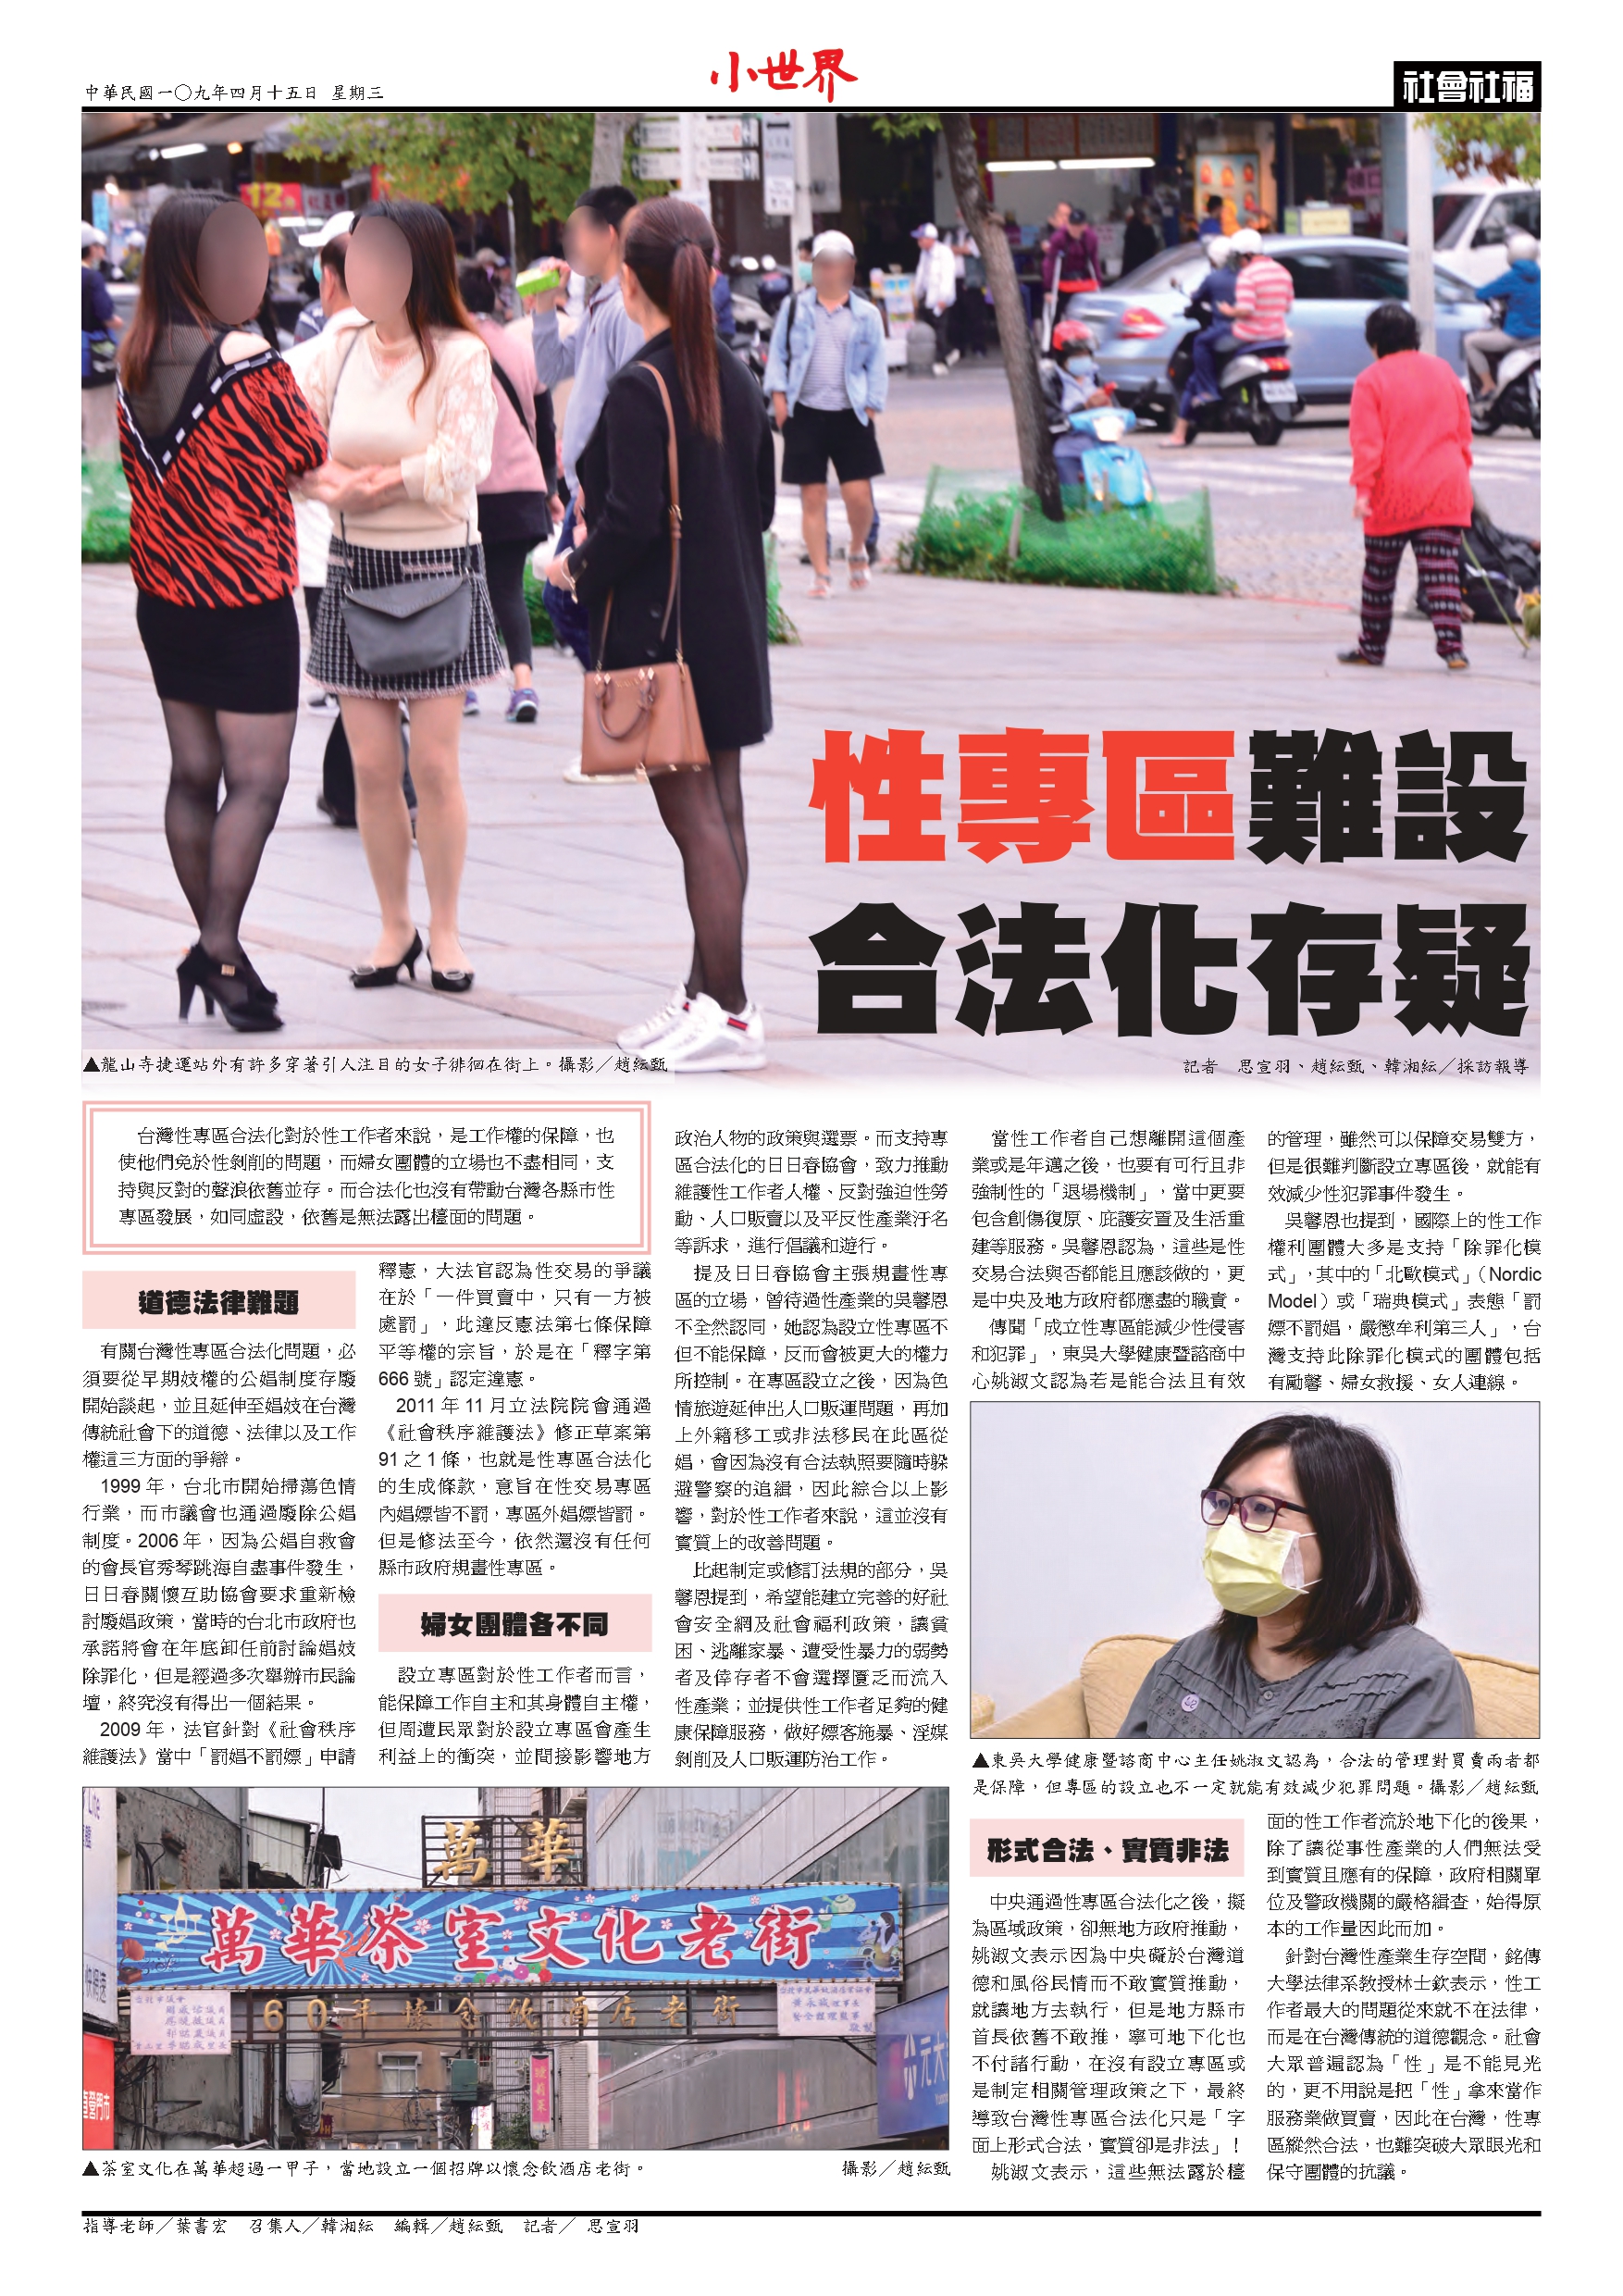 中華民國一〇九年四月十五日 星期三
小世界
社會社福
性專區難設
合法化存疑
▲龍山寺捷運站外有許多穿著引人注目的女子徘徊在街上。攝影／趙紜甄
記者 思宣羽、趙紜甄、韓湘紜／採訪報導
台灣性專區合法化對於性工作者來說，是工作權的保障，也
使他們免於性剝削的問題，而婦女團體的立場也不盡相同，支
持與反對的聲浪依舊並存。而合法化也沒有帶動台灣各縣市性
專區發展，如同虛設，依舊是無法露出檯面的問題。
道德法律難題
有關台灣性專區合法化問題，必
須要從早期妓權的公娼制度存廢
開始談起，並且延伸至娼妓在台灣
傳統社會下的道德、法律以及工作
權這三方面的爭辯。
1999 年，台北市開始掃蕩色情
行業，而市議會也通過廢除公娼
制度。2006 年，因為公娼自救會
的會長官秀琴跳海自盡事件發生，
日日春關懷互助協會要求重新檢
討廢娼政策，當時的台北市政府也
承諾將會在年底卸任前討論娼妓
除罪化，但是經過多次舉辦市民論
壇，終究沒有得出一個結果。
2009 年，法官針對《社會秩序
維護法》當中「罰娼不罰嫖」申請
釋憲，大法官認為性交易的爭議
在於「一件買賣中，只有一方被
處罰」，此違反憲法第七條保障
平等權的宗旨，於是在「釋字第
666 號」認定違憲。
2011 年 11 月立法院院會通過
《社會秩序維護法》修正草案第
91 之 1 條，也就是性專區合法化
的生成條款，意旨在性交易專區
內娼嫖皆不罰，專區外娼嫖皆罰。
但是修法至今，依然還沒有任何
縣市政府規畫性專區。
婦女團體各不同
設立專區對於性工作者而言，
能保障工作自主和其身體自主權，
但周遭民眾對於設立專區會產生
利益上的衝突，並間接影響地方
政治人物的政策與選票。而支持專
區合法化的日日春協會，致力推動
維護性工作者人權、反對強迫性勞
動、人口販賣以及平反性產業汙名
等訴求，進行倡議和遊行。
提及日日春協會主張規畫性專
區的立場，曾待過性產業的吳馨恩
不全然認同，她認為設立性專區不
但不能保障，反而會被更大的權力
所控制。在專區設立之後，因為色
情旅遊延伸出人口販運問題，再加
上外籍移工或非法移民在此區從
娼，會因為沒有合法執照要隨時躲
避警察的追緝，因此綜合以上影
響，對於性工作者來說，這並沒有
實質上的改善問題。
比起制定或修訂法規的部分，吳
馨恩提到，希望能建立完善的好社
會安全網及社會福利政策，讓貧
困、逃離家暴、遭受性暴力的弱勢
者及倖存者不會選擇匱乏而流入
性產業；並提供性工作者足夠的健
康保障服務，做好嫖客施暴、淫媒
剝削及人口販運防治工作。
當性工作者自己想離開這個產
業或是年邁之後，也要有可行且非
強制性的「退場機制」，當中更要
包含創傷復原、庇護安置及生活重
建等服務。吳馨恩認為，這些是性
交易合法與否都能且應該做的，更
是中央及地方政府都應盡的職責。
傳聞「成立性專區能減少性侵害
和犯罪」，東吳大學健康暨諮商中
心姚淑文認為若是能合法且有效
的管理，雖然可以保障交易雙方，
但是很難判斷設立專區後，就能有
效減少性犯罪事件發生。
吳馨恩也提到，國際上的性工作
權利團體大多是支持「除罪化模
式」，其中的「北歐模式」（Nordic
Model）或「瑞典模式」表態「罰
嫖不罰娼，嚴懲牟利第三人」，台
灣支持此除罪化模式的團體包括
有勵馨、婦女救援、女人連線。
▲東吳大學健康暨諮商中心主任姚淑文認為，合法的管理對買賣兩者都
是保障，但專區的設立也不一定就能有效減少犯罪問題。攝影／趙紜甄
形式合法、實質非法
中央通過性專區合法化之後，擬
為區域政策，卻無地方政府推動，
姚淑文表示因為中央礙於台灣道
德和風俗民情而不敢實質推動，
就讓地方去執行，但是地方縣市
首長依舊不敢推，寧可地下化也
不付諸行動，在沒有設立專區或
是制定相關管理政策之下，最終
導致台灣性專區合法化只是「字
面上形式合法，實質卻是非法」！
姚淑文表示，這些無法露於檯
面的性工作者流於地下化的後果，
除了讓從事性產業的人們無法受
到實質且應有的保障，政府相關單
位及警政機關的嚴格緝查，始得原
本的工作量因此而加。
針對台灣性產業生存空間，銘傳
大學法律系教授林士欽表示，性工
作者最大的問題從來就不在法律，
而是在台灣傳統的道德觀念。社會
大眾普遍認為「性」是不能見光
的，更不用說是把「性」拿來當作
服務業做買賣，因此在台灣，性專
區縱然合法，也難突破大眾眼光和
保守團體的抗議。
萬華
萬華茶室文化老街
60年懷念飲酒店老街
元大
▲茶室文化在萬華超過一甲子，當地設立一個招牌以懷念飲酒店老街。 攝影／趙紜甄
指導老師／葉書宏 召集人／韓湘紜 編輯／趙紜甄 記者／ 思宣羽